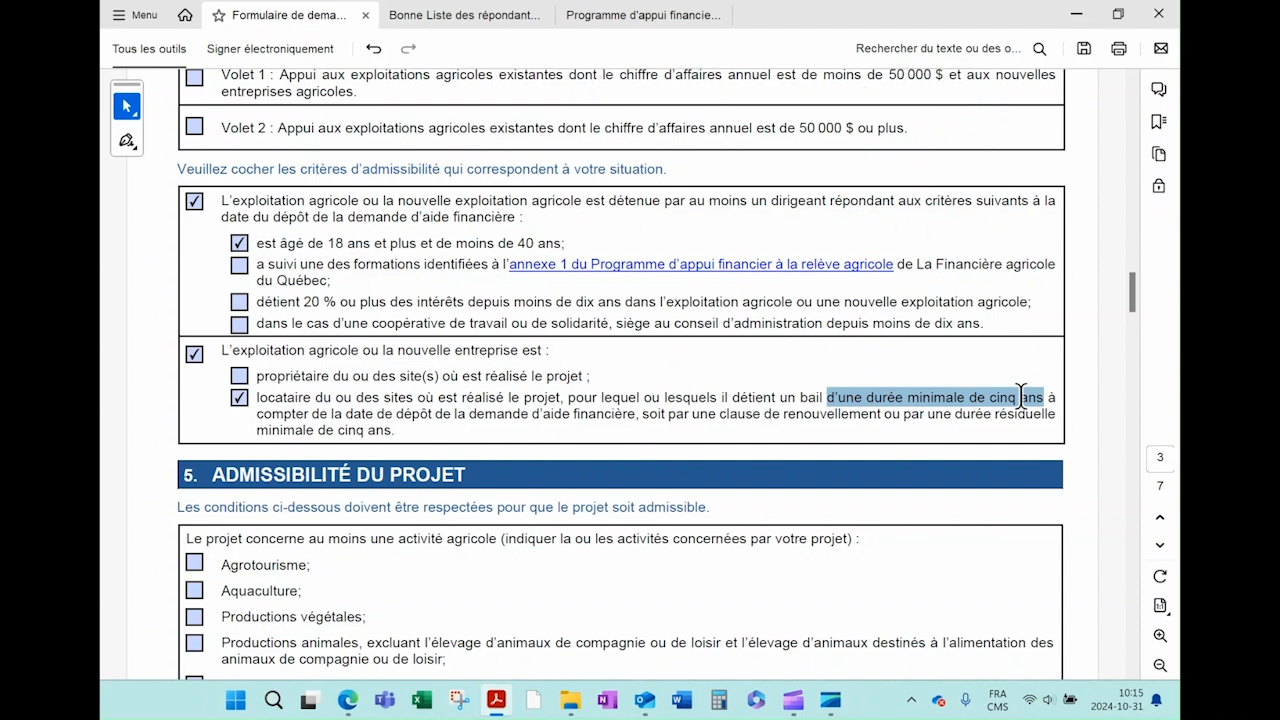 Menu
Formulaire de dema...
Bonne Liste des répondant...
Programme d'appui financie...
Tous les outils
Signer électroniquement
Rechercher du texte ou des o...
Volet 1 : Appui aux exploitations agricoles existantes dont le chiffre d'affaires annuel est de moins de 50 000 $ et aux nouvelles
entreprises agricoles.
Volet 2 : Appui aux exploitations agricoles existantes dont le chiffre d'affaires annuel est de 50 000 $ ou plus.
Veuillez cocher les critères d'admissibilité qui correspondent à votre situation.
L'exploitation agricole ou la nouvelle exploitation agricole est détenue par au moins un dirigeant répondant aux critères suivants à la
date du dépôt de la demande d'aide financière :
est âgé de 18 ans et plus et de moins de 40 ans;
a suivi une des formations identifiées à l'annexe 1 du Programme d'appui financier à la relève agricole de La Financière agricole
du Québec;
détient 20 % ou plus des intérêts depuis moins de dix ans dans l'exploitation agricole ou une nouvelle exploitation agricole;
dans le cas d'une coopérative de travail ou de solidarité, siège au conseil d'administration depuis moins de dix ans.
L'exploitation agricole ou la nouvelle entreprise est :
propriétaire du ou des site(s) où est réalisé le projet ;
locataire du ou des sites où est réalisé le projet, pour lequel ou lesquels il détient un bail d'une durée minimale de cinq ans à
compter de la date de dépôt de la demande d'aide financière, soit par une clause de renouvellement ou par une durée résiduelle
minimale de cinq ans.
5. ADMISSIBILITÉ DU PROJET
Les conditions ci-dessous doivent être respectées pour que le projet soit admissible.
Le projet concerne au moins une activité agricole (indiquer la ou les activités concernées par votre projet) :
Agrotourisme;
Aquaculture;
Productions végétales;
Productions animales, excluant l'élevage d'animaux de compagnie ou de loisir et l'élevage d'animaux destinés à l'alimentation des
animaux de compagnie ou de loisir;
3
7
FRA
CMS
10:15
2024-10-31